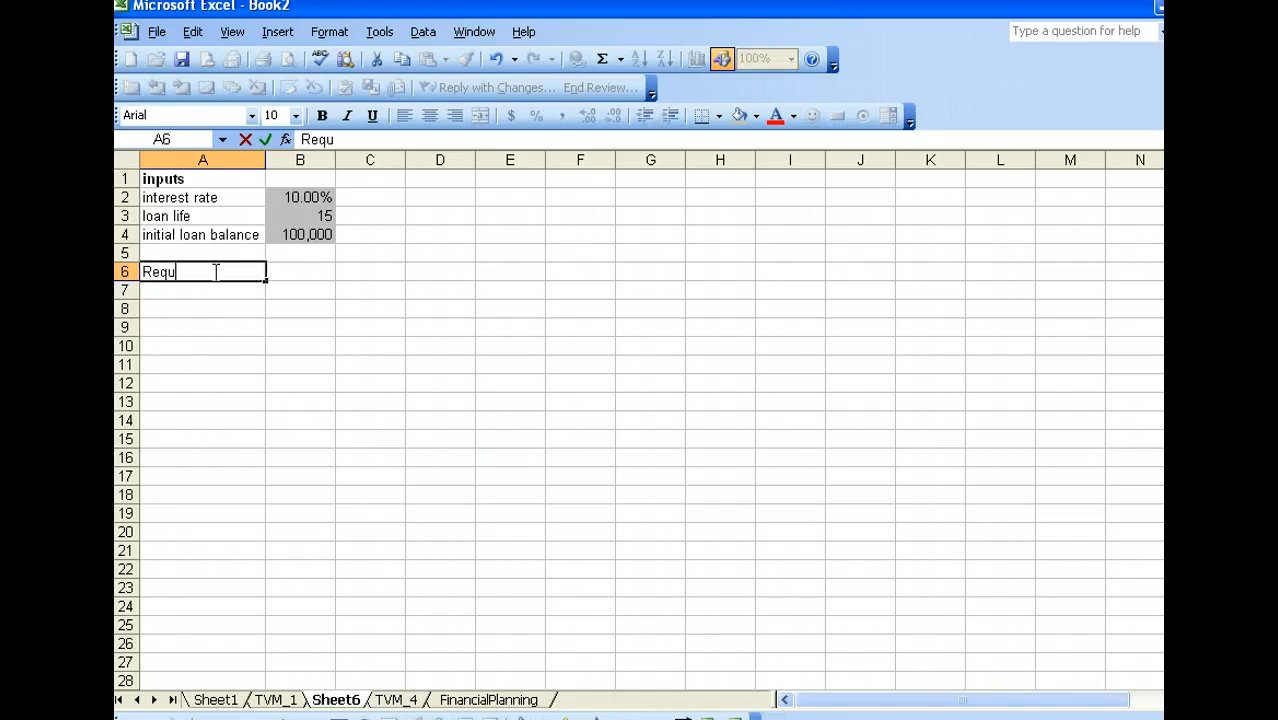 Microsoft Excel - Book2
File Edit View Insert Format Tools Data Window Help Type a question for help
Σ 100%
Reply with Changes... End Review...
Arial 10 B I U $ % , A
A6 fx Requ
A B C D E F G H I J K L M N
1 inputs
2 interest rate 10.00%
3 loan life 15
4 initial loan balance 100,000
5
6 Requ
7
8
9
10
11
12
13
14
15
16
17
18
19
20
21
22
23
24
25
26
27
28
Sheet1 TVM_1 Sheet6 TVM_4 FinancialPlanning